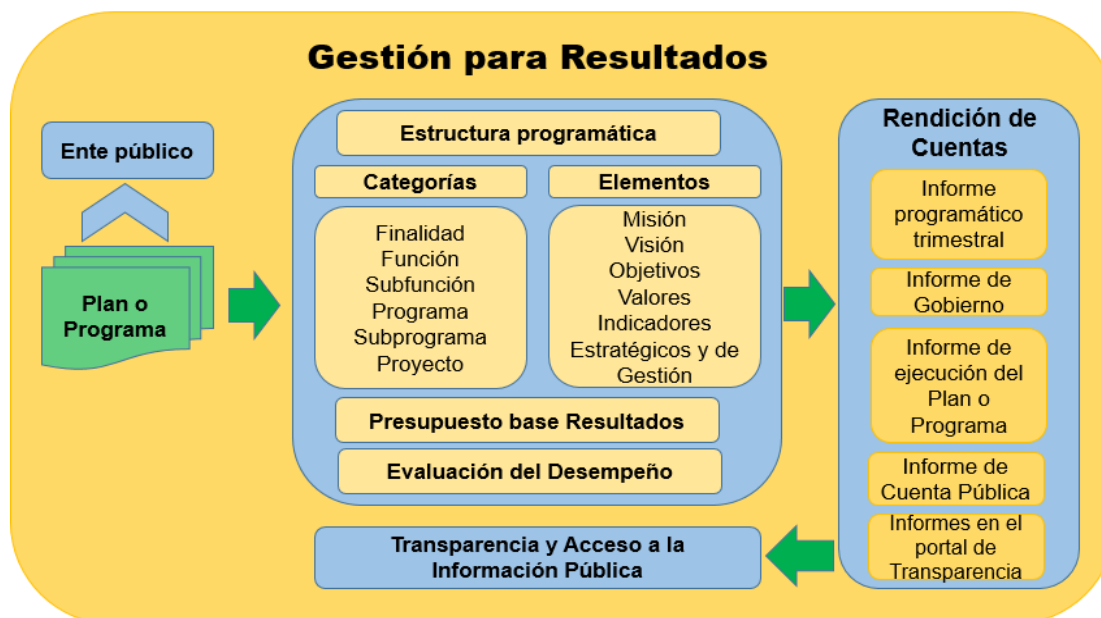 Gestión para Resultados
Ente público
Plan o
Programa
Estructura programática
Categorías
Finalidad
Función
Subfunción
Programa
Subprograma
Proyecto
Elementos
Misión
Visión
Objetivos
Valores
Indicadores
Estratégicos y de
Gestión
Presupuesto base Resultados
Evaluación del Desempeño
Rendición de
Cuentas
Informe
programático
trimestral
Informe de
Gobierno
Informe de
ejecución del
Plan o
Programa
Informe de
Cuenta Pública
Informes en el
portal de
Transparencia
Transparencia y Acceso a la
Información Pública